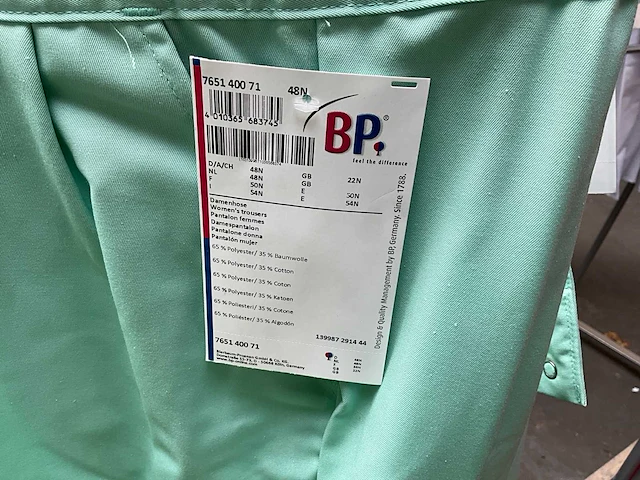 7651 400 71 48N
4 010365 683745
BP®
feel the difference
D/A/CH 48N GB 22N
NL 48N GB
F 50N E 50N
I 54N E 54N
Damenhose
Women's trousers
Pantalon femmes
Damespantalon
Pantalone donna
Pantalón mujer
65 % Polyester/ 35 % Baumwolle
65 % Polyester/ 35 % Cotton
65 % Polyester/ 35 % Coton
65 % Polyester/ 35 % Katoen
65 % Poliestere/ 35 % Cotone
65 % Poliéster/ 35 % Algodón
139987 2914 44
7651 400 71
Design & Quality Management by BP, Germany. Since 1788.